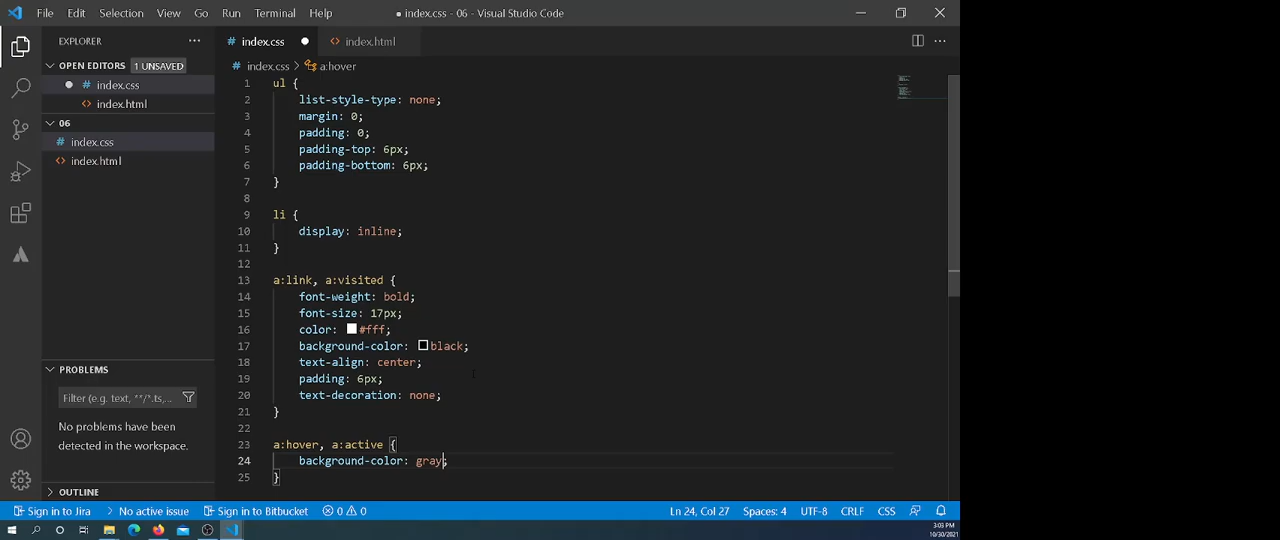 File Edit Selection View Go Run Terminal Help
● index.css - 06 - Visual Studio Code
EXPLORER
OPEN EDITORS 1 UNSAVED
# index.css
index.html
06
# index.css
index.html
PROBLEMS
Filter (e.g. text, **/*.ts,...
No problems have been
detected in the workspace.
OUTLINE
# index.css
<> index.html
# index.css > a:hover
1 ul {
2 list-style-type: none;
3 margin: 0;
4 padding: 0;
5 padding-top: 6px;
6 padding-bottom: 6px;
7 }
8
9 li {
10 display: inline;
11 }
12
13 a:link, a:visited {
14 font-weight: bold;
15 font-size: 17px;
16 color: #fff;
17 background-color: black;
18 text-align: center;
19 padding: 6px;
20 text-decoration: none;
21 }
22
23 a:hover, a:active {
24 background-color: gray;
25 }
Sign in to Jira No active issue Sign in to Bitbucket 0 0 Ln 24, Col 27 Spaces: 4 UTF-8 CRLF CSS
3:03 PM
10/30/2021